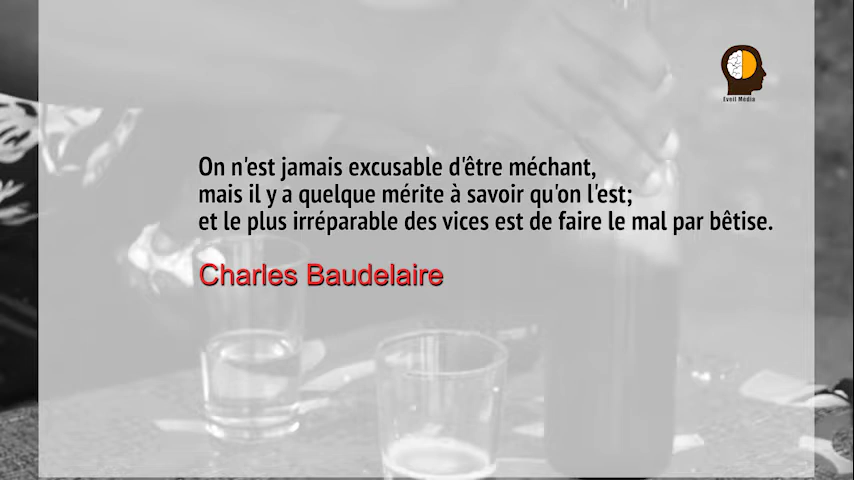 Eveil Média
On n'est jamais excusable d'être méchant,
mais il y a quelque mérite à savoir qu'on l'est;
et le plus irréparable des vices est de faire le mal par bêtise.
Charles Baudelaire